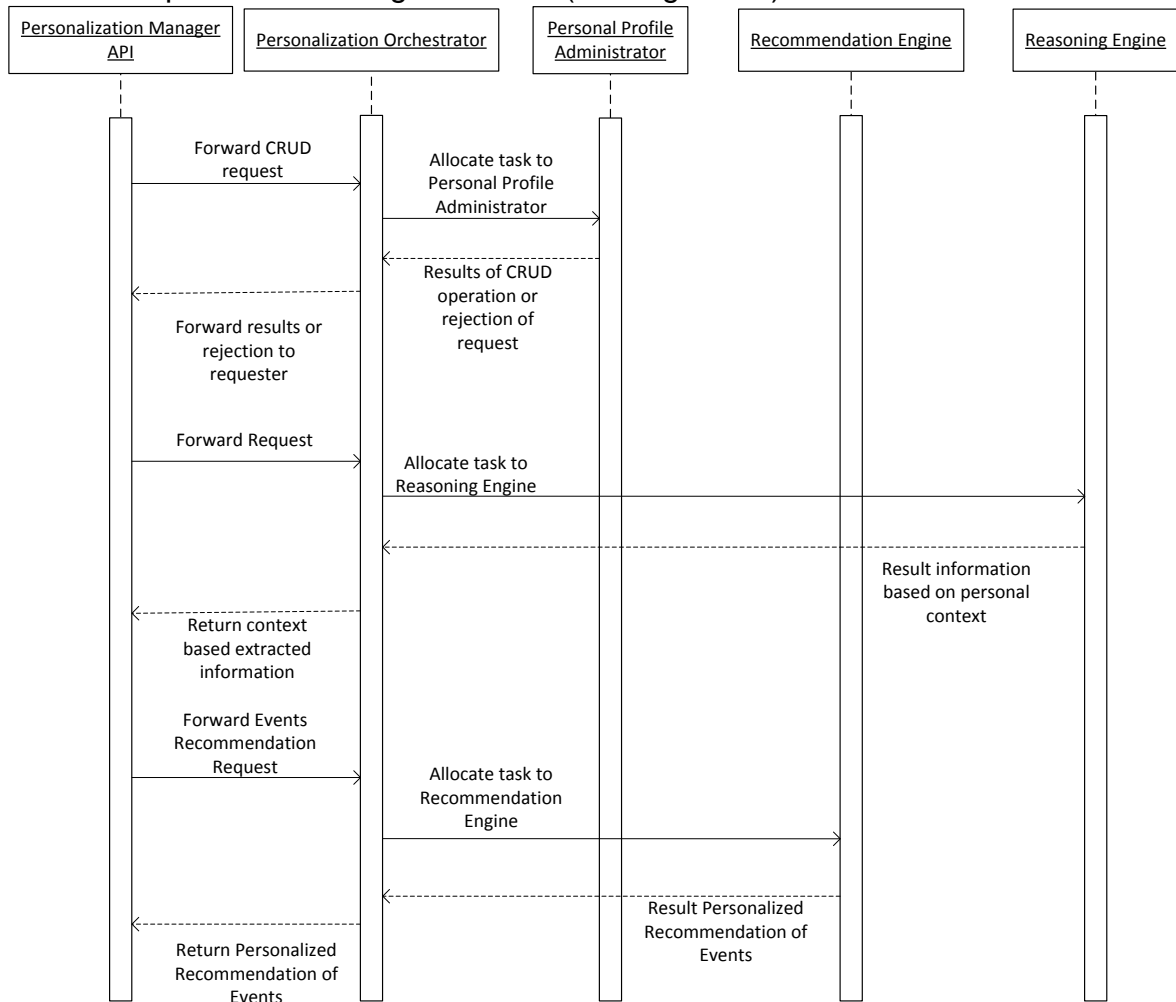 Personalization Manager
API
Personalization Orchestrator
Personal Profile
Administrator
Recommendation Engine
Reasoning Engine
Forward CRUD
request
Allocate task to
Personal Profile
Administrator
Results of CRUD
operation or
rejection of
request
Forward results or
rejection to
requester
Forward Request
Allocate task to
Reasoning Engine
Result information
based on personal
context
Return context
based extracted
information
Forward Events
Recommendation
Request
Allocate task to
Recommendation
Engine
Result Personalized
Recommendation of
Events
Return Personalized
Recommendation of
Events